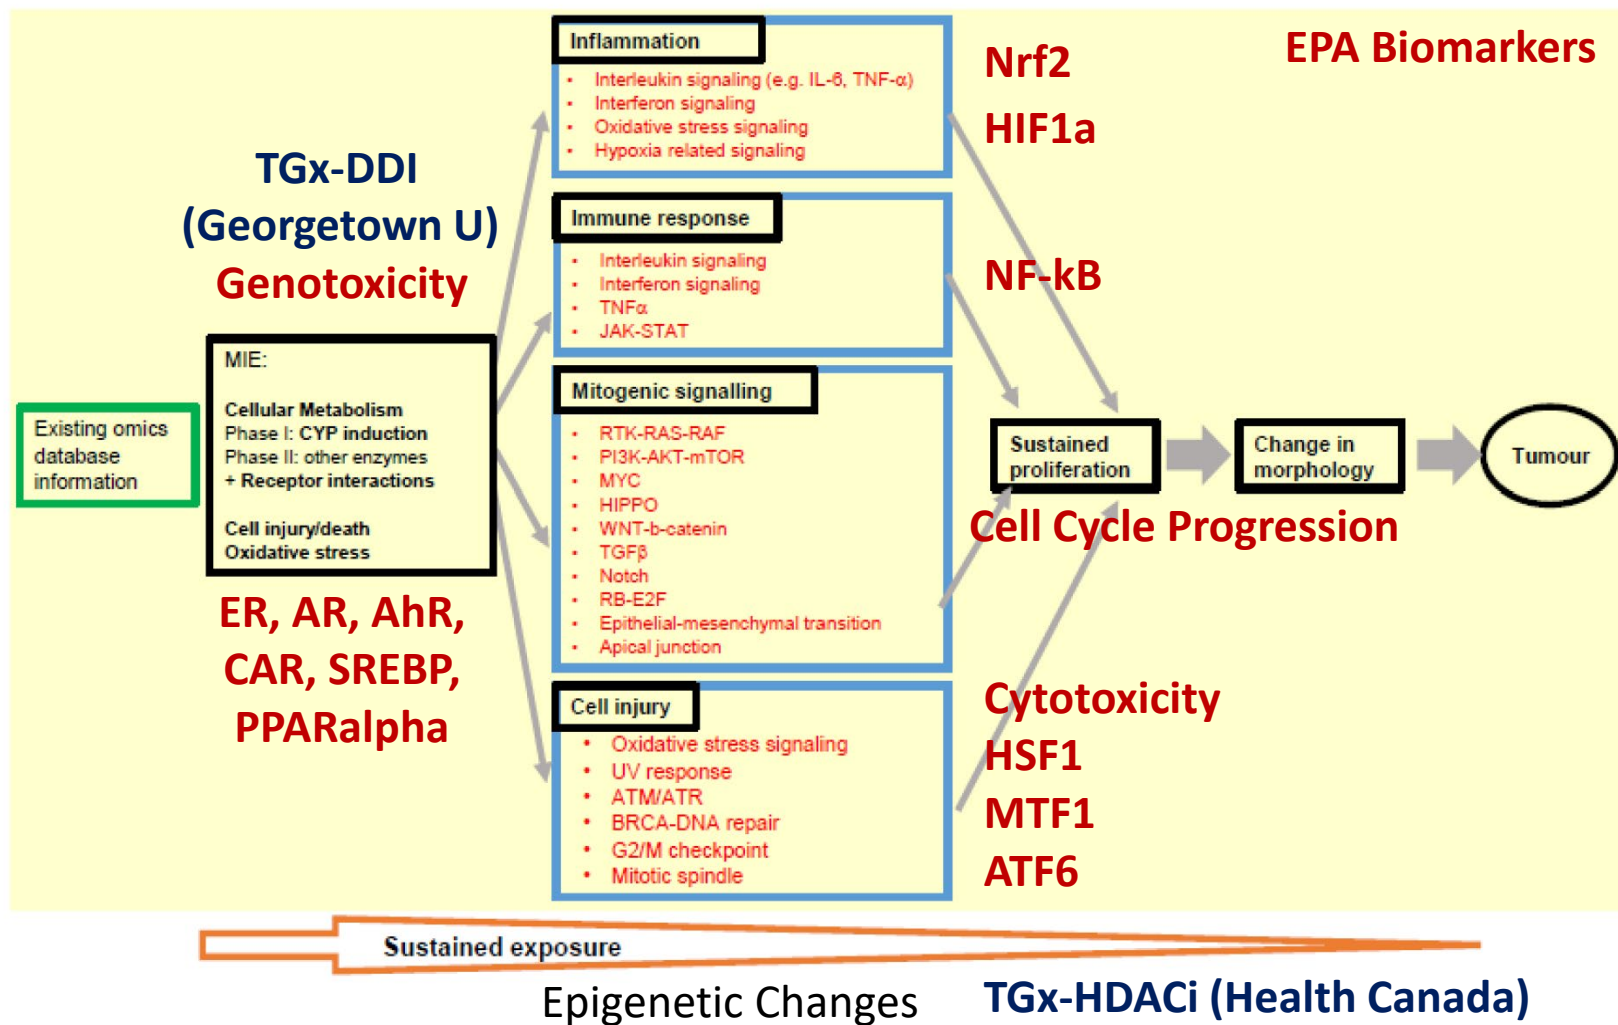 EPA Biomarkers
Inflammation
• Interleukin signaling (e.g. IL-6, TNF-α)
• Interferon signaling
• Oxidative stress signaling
• Hypoxia related signaling
Nrf2
HIF1a
TGx-DDI
(Georgetown U)
Genotoxicity
Immune response
• Interleukin signaling
• Interferon signaling
• TNFα
• JAK-STAT
NF-kB
Existing omics
database
information
MIE:
Cellular Metabolism
Phase I: CYP induction
Phase II: other enzymes
+ Receptor interactions
Cell injury/death
Oxidative stress
ER, AR, AhR,
CAR, SREBP,
PPARalpha
Mitogenic signalling
• RTK-RAS-RAF
• PI3K-AKT-mTOR
• MYC
• HIPPO
• WNT-b-catenin
• TGFβ
• Notch
• RB-E2F
• Epithelial-mesenchymal transition
• Apical junction
Sustained
proliferation
Change in
morphology
Tumour
Cell Cycle Progression
Cell injury
• Oxidative stress signaling
• UV response
• ATM/ATR
• BRCA-DNA repair
• G2/M checkpoint
• Mitotic spindle
Cytotoxicity
HSF1
MTF1
ATF6
Sustained exposure
Epigenetic Changes
TGx-HDACi (Health Canada)